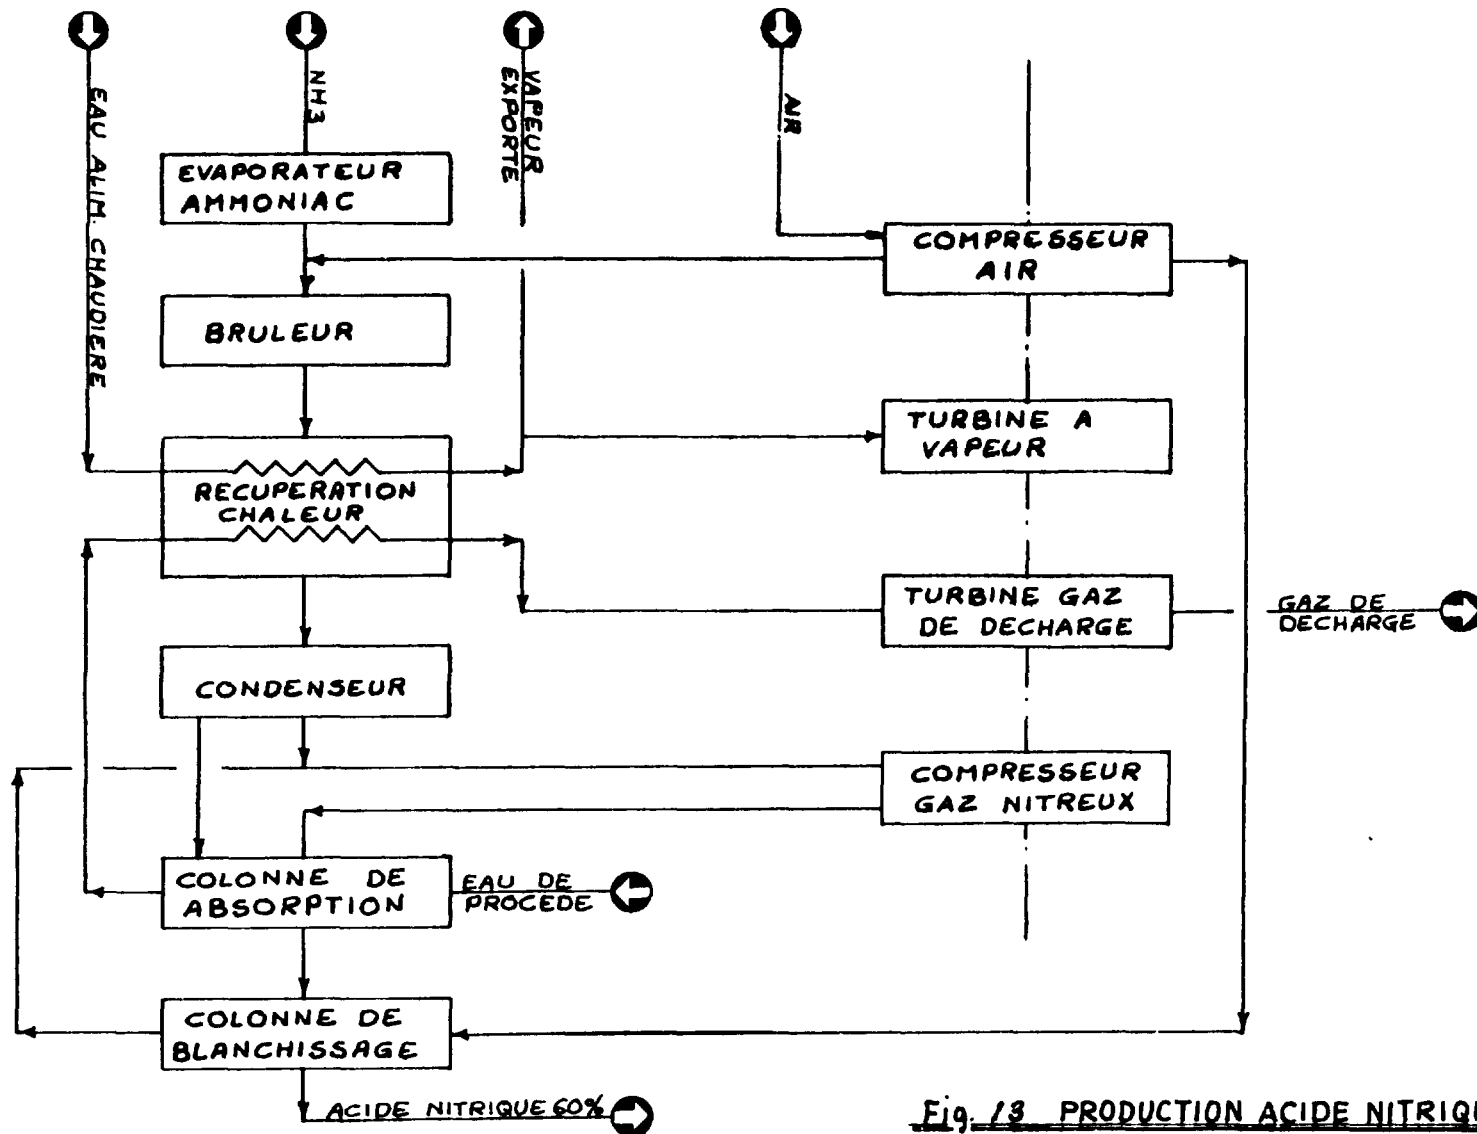 EAU ALIM. CHAUDIERE
NH3
VAPEUR
EXPORTE
AIR
EVAPORATEUR
AMMONIAC
COMPRESSEUR
AIR
BRULEUR
TURBINE A
VAPEUR
RECUPERATION
CHALEUR
TURBINE GAZ
DE DECHARGE
GAZ DE
DECHARGE
CONDENSEUR
COMPRESSEUR
GAZ NITREUX
COLONNE DE
ABSORPTION
EAU DE
PROCEDE
COLONNE DE
BLANCHISSAGE
ACIDE NITRIQUE 60%
Fig. 13 PRODUCTION ACIDE NITRIQU